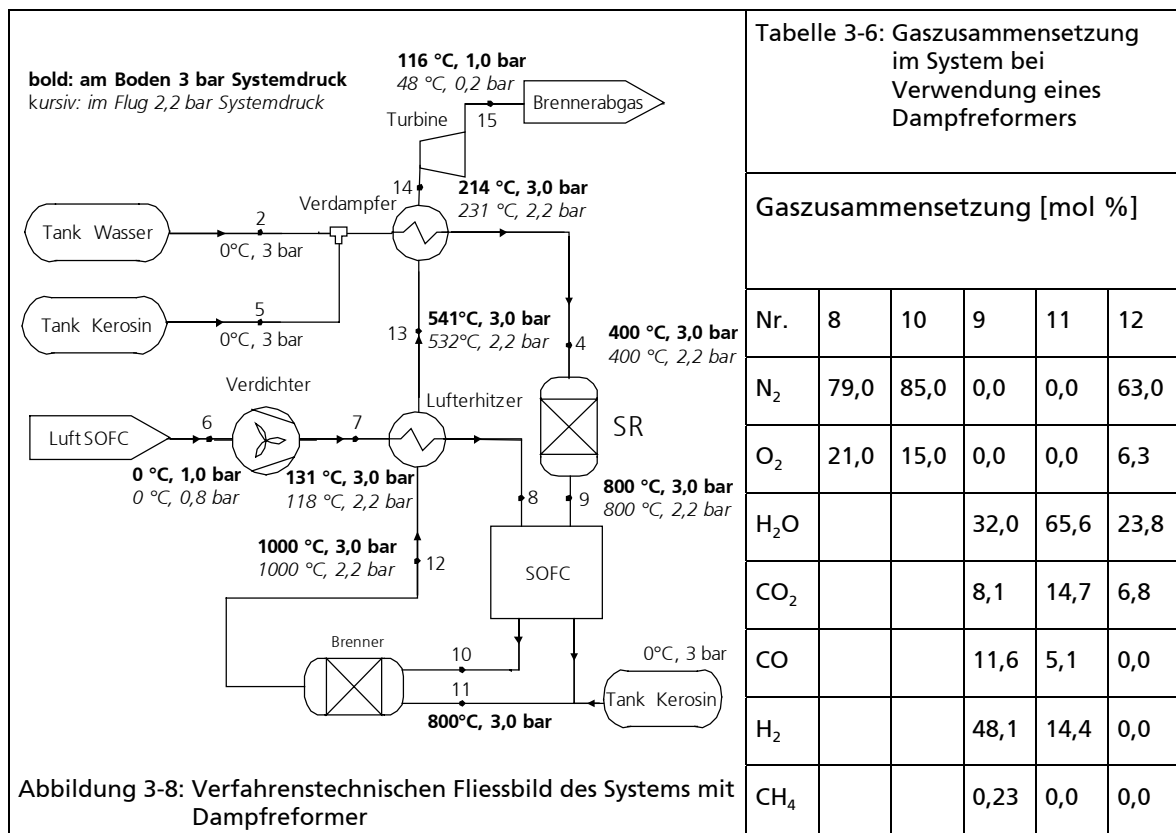 bold: am Boden 3 bar Systemdruck
kursiv: im Flug 2,2 bar Systemdruck
116 °C, 1,0 bar
48 °C, 0,2 bar
Brennerabgas
15
Turbine
14
214 °C, 3,0 bar
231 °C, 2,2 bar
Verdampfer
2
Tank Wasser
0°C, 3 bar
5
Tank Kerosin
0°C, 3 bar
13
541°C, 3,0 bar
532°C, 2,2 bar
400 °C, 3,0 bar
400 °C, 2,2 bar
4
Verdichter
Lufterhitzer
SR
6
7
Luft SOFC
0 °C, 1,0 bar
0 °C, 0,8 bar
131 °C, 3,0 bar
118 °C, 2,2 bar
8
9
800 °C, 3,0 bar
800 °C, 2,2 bar
1000 °C, 3,0 bar
1000 °C, 2,2 bar
12
SOFC
Brenner
10
11
800°C, 3,0 bar
0°C, 3 bar
Tank Kerosin
Abbildung 3-8: Verfahrenstechnischen Fliessbild des Systems mit
Dampfreformer
Tabelle 3-6: Gaszusammensetzung
im System bei
Verwendung eines
Dampfreformers
Gaszusammensetzung [mol %]
Nr. 8 10 9 11 12
N2 79,0 85,0 0,0 0,0 63,0
O2 21,0 15,0 0,0 0,0 6,3
H2O 32,0 65,6 23,8
CO2 8,1 14,7 6,8
CO 11,6 5,1 0,0
H2 48,1 14,4 0,0
CH4 0,23 0,0 0,0